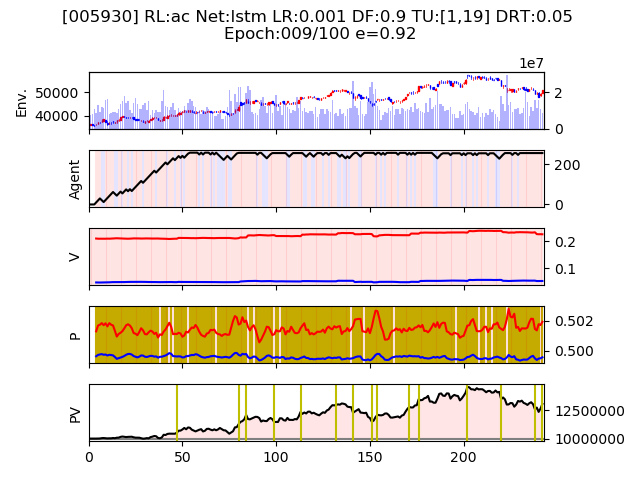 [005930] RL:ac Net:lstm LR:0.001 DF:0.9 TU:[1,19] DRT:0.05
Epoch:009/100 e=0.92
1e7
Env.
50000
40000
2
0
Agent
200
0
V
0.2
0.1
P
0.502
0.500
PV
12500000
10000000
0 50 100 150 200